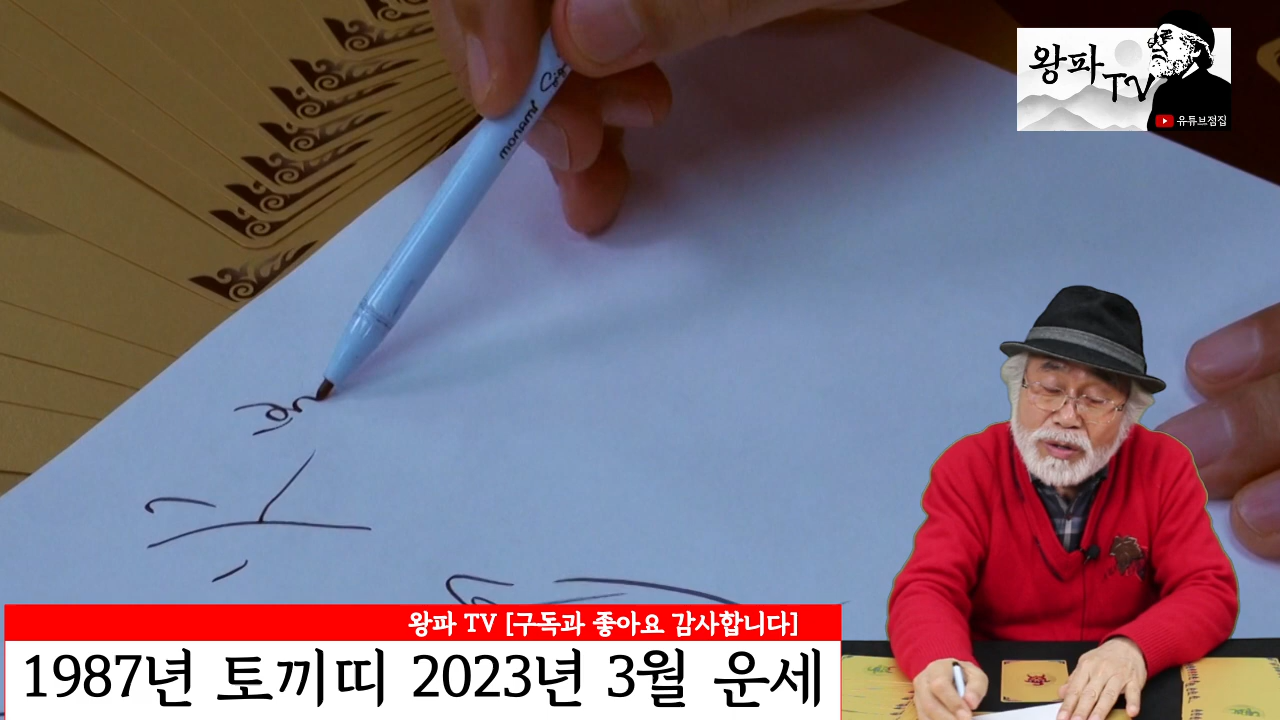 왕파
TV
유튜브점집
monami
왕파 TV [구독과 좋아요 감사합니다]
1987년 토끼띠 2023년 3월 운세